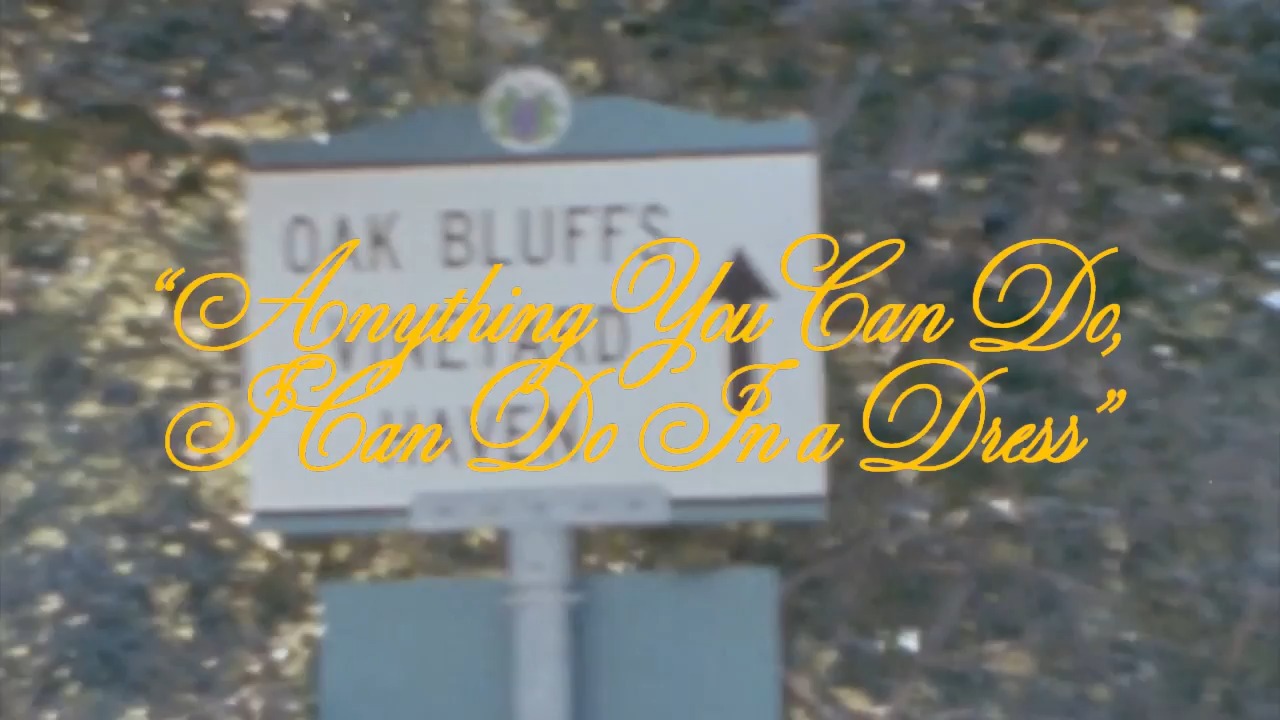 OAK BLUFFS
VINEYARD
HAVEN
“Anything You Can Do,
I Can Do In a Dress”